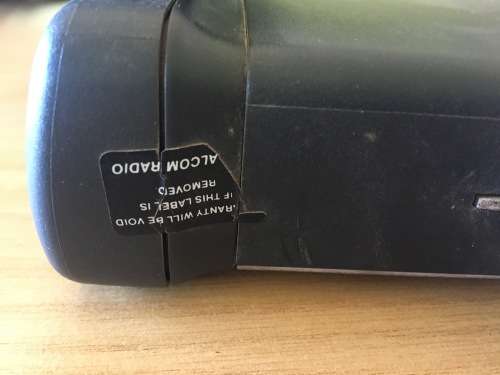 .RANTY WILL BE VOID
IF THIS LABEL IS
REMOVED
ALCOM RADIO